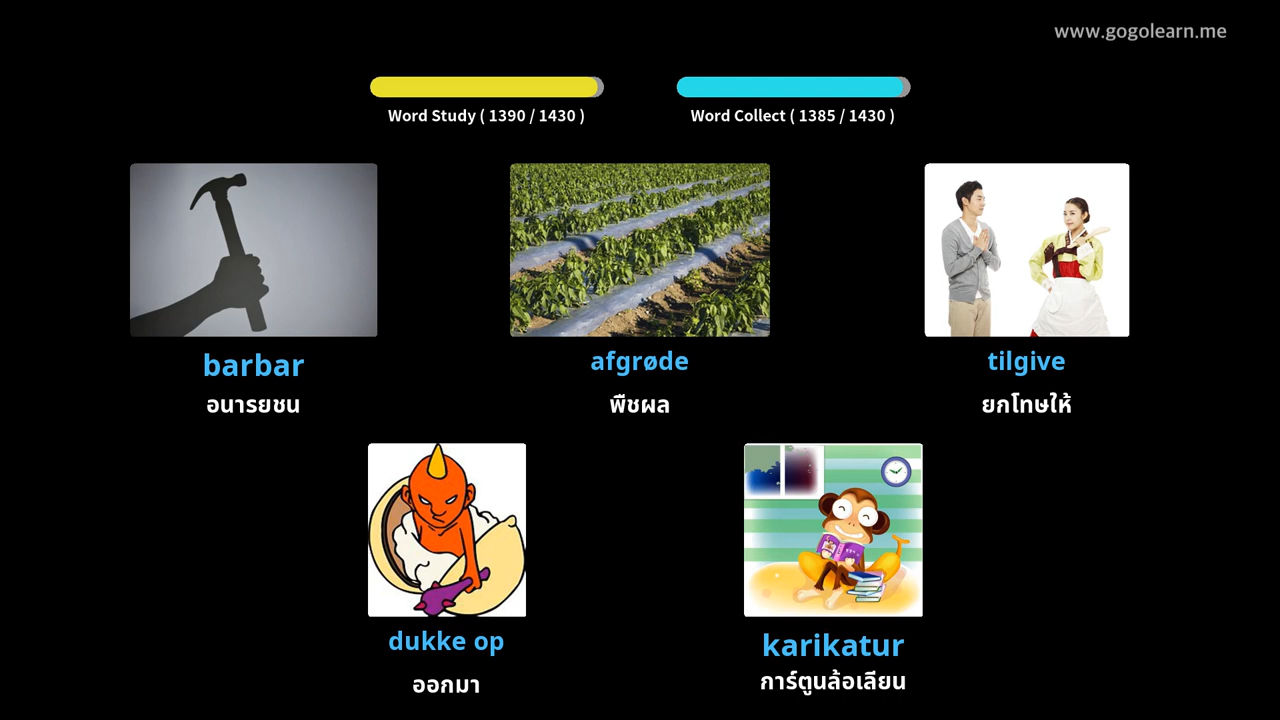 www.gogolearn.me
Word Study ( 1390 / 1430 )
Word Collect ( 1385 / 1430 )
barbar
afgrøde
tilgive
อนารยชน
พืชผล
ยกโทษให้
dukke op
karikatur
ออกมา
การ์ตูนล้อเลียน